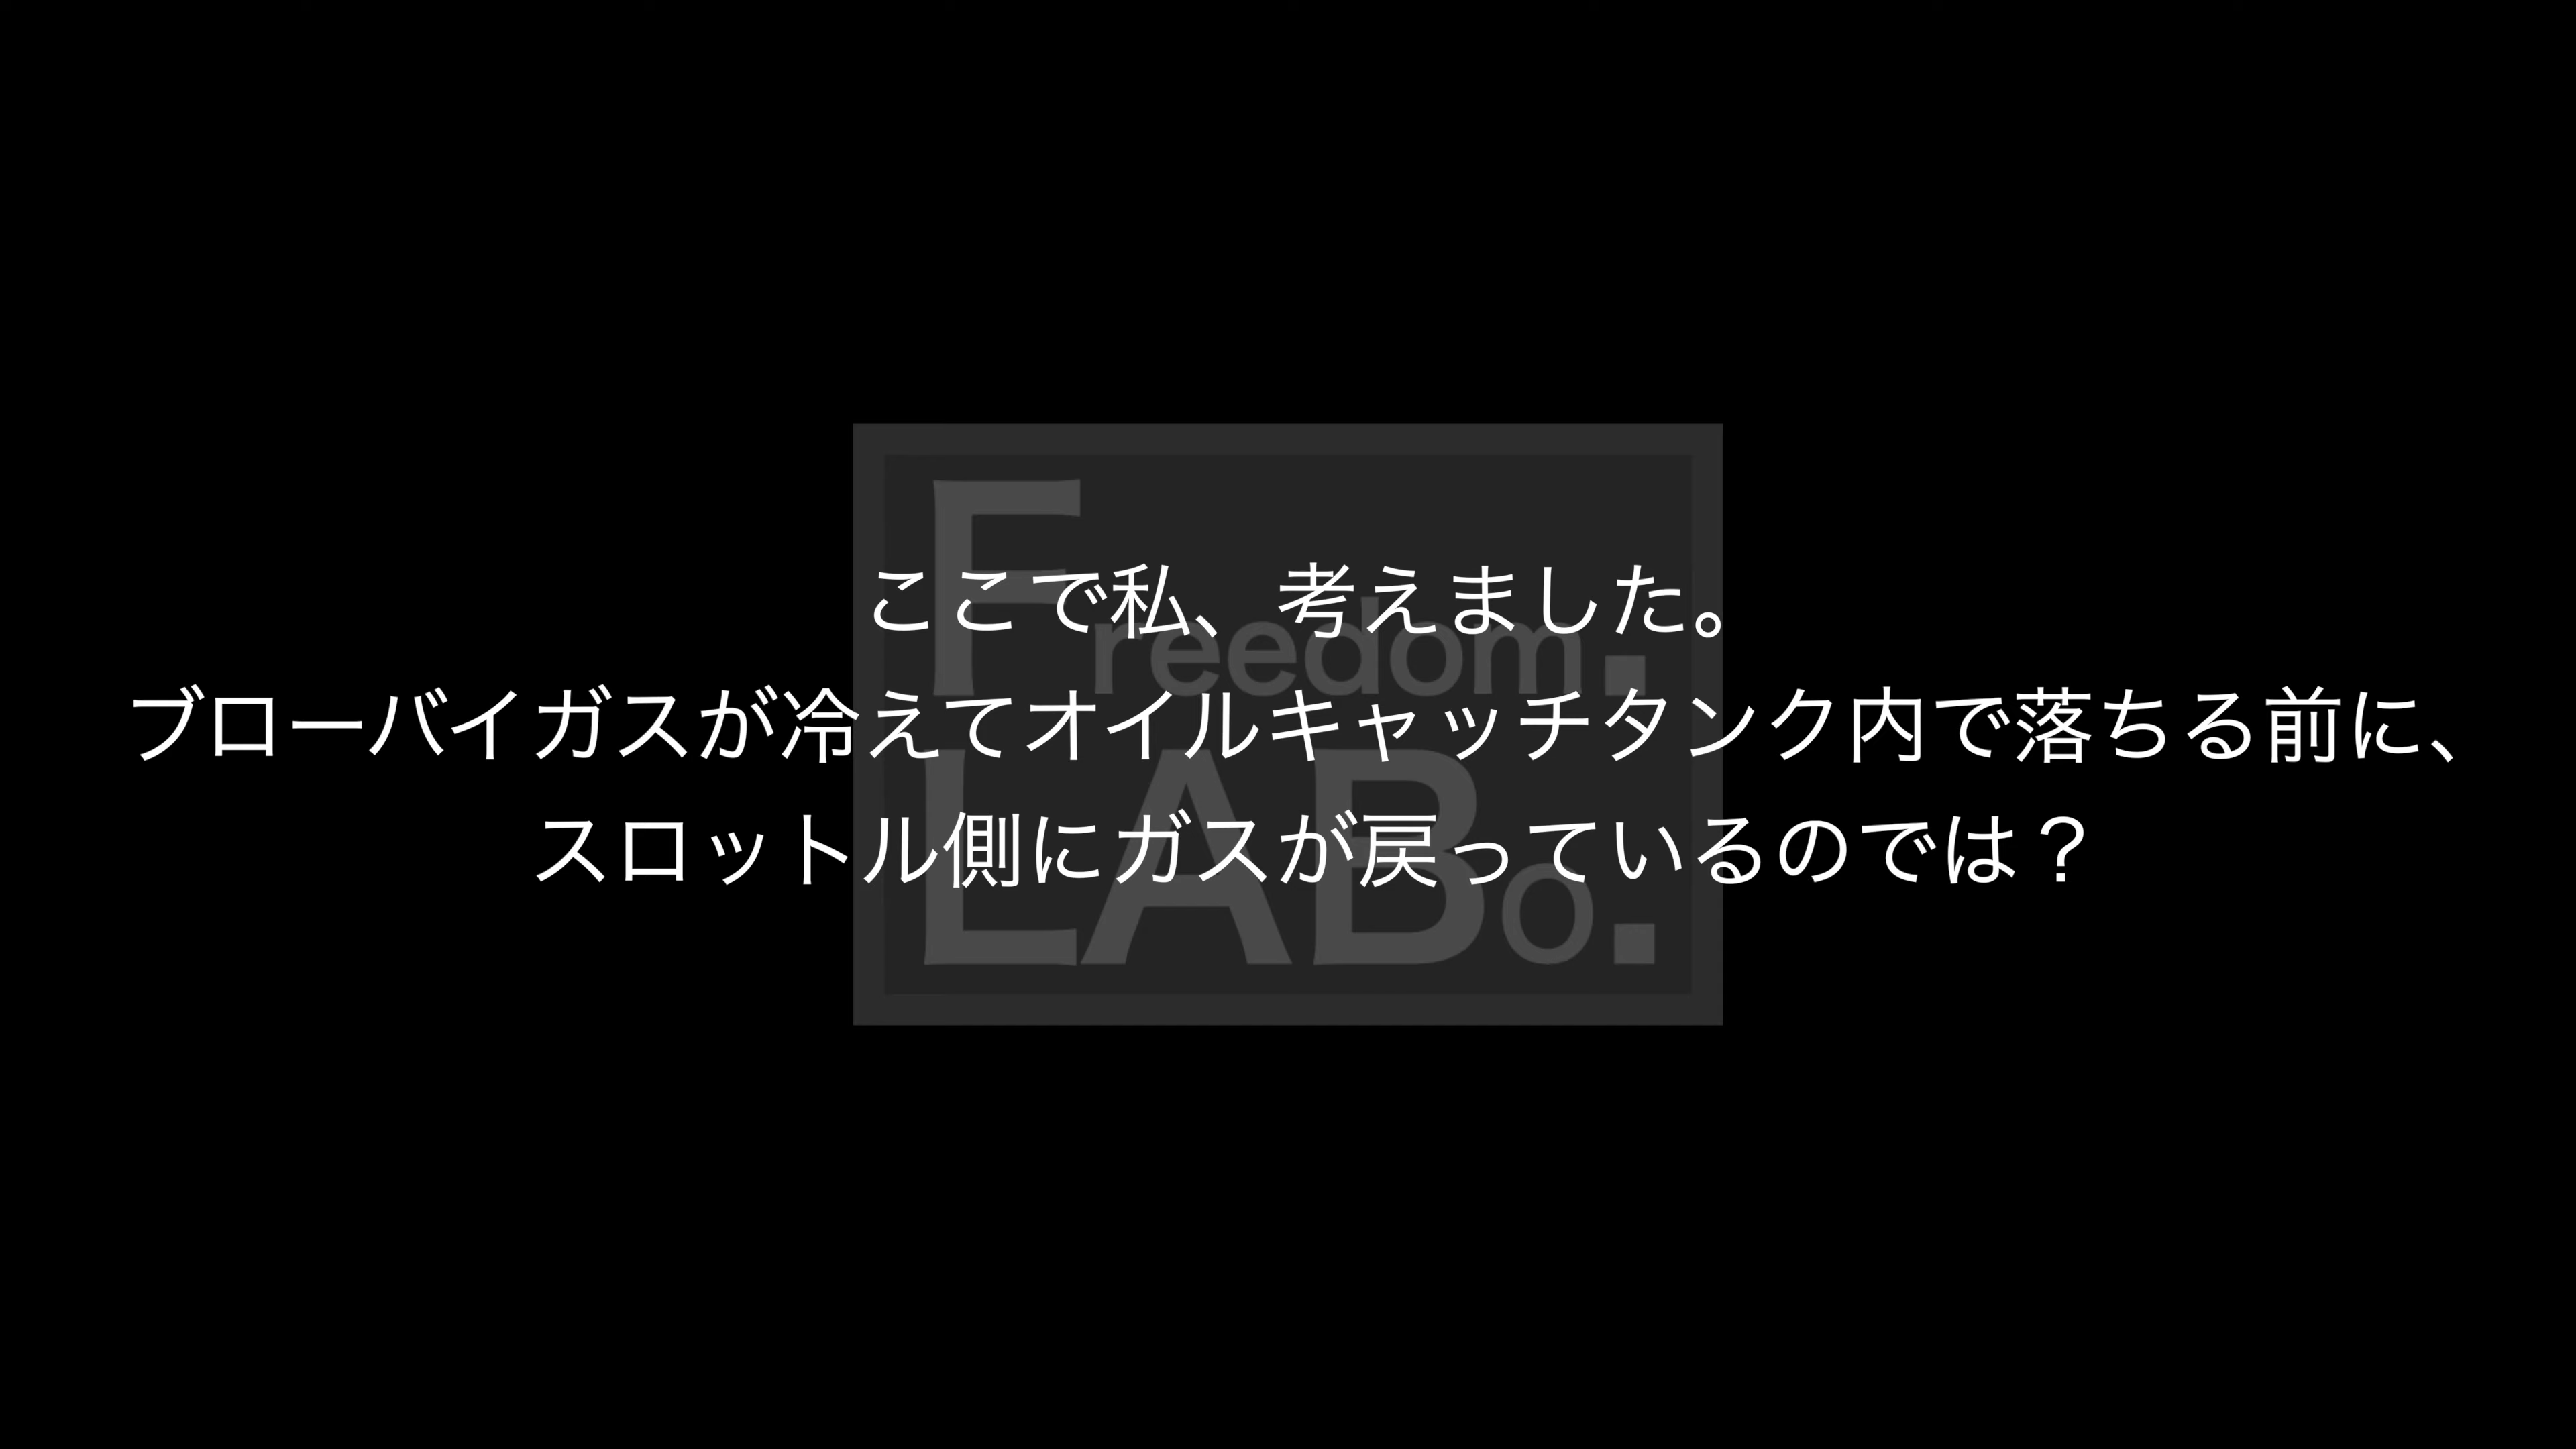 ここで私、考えました。
ブローバイガスが冷えてオイルキャッチタンク内で落ちる前に、
スロットル側にガスが戻っているのでは？
Freedom.
LABo.